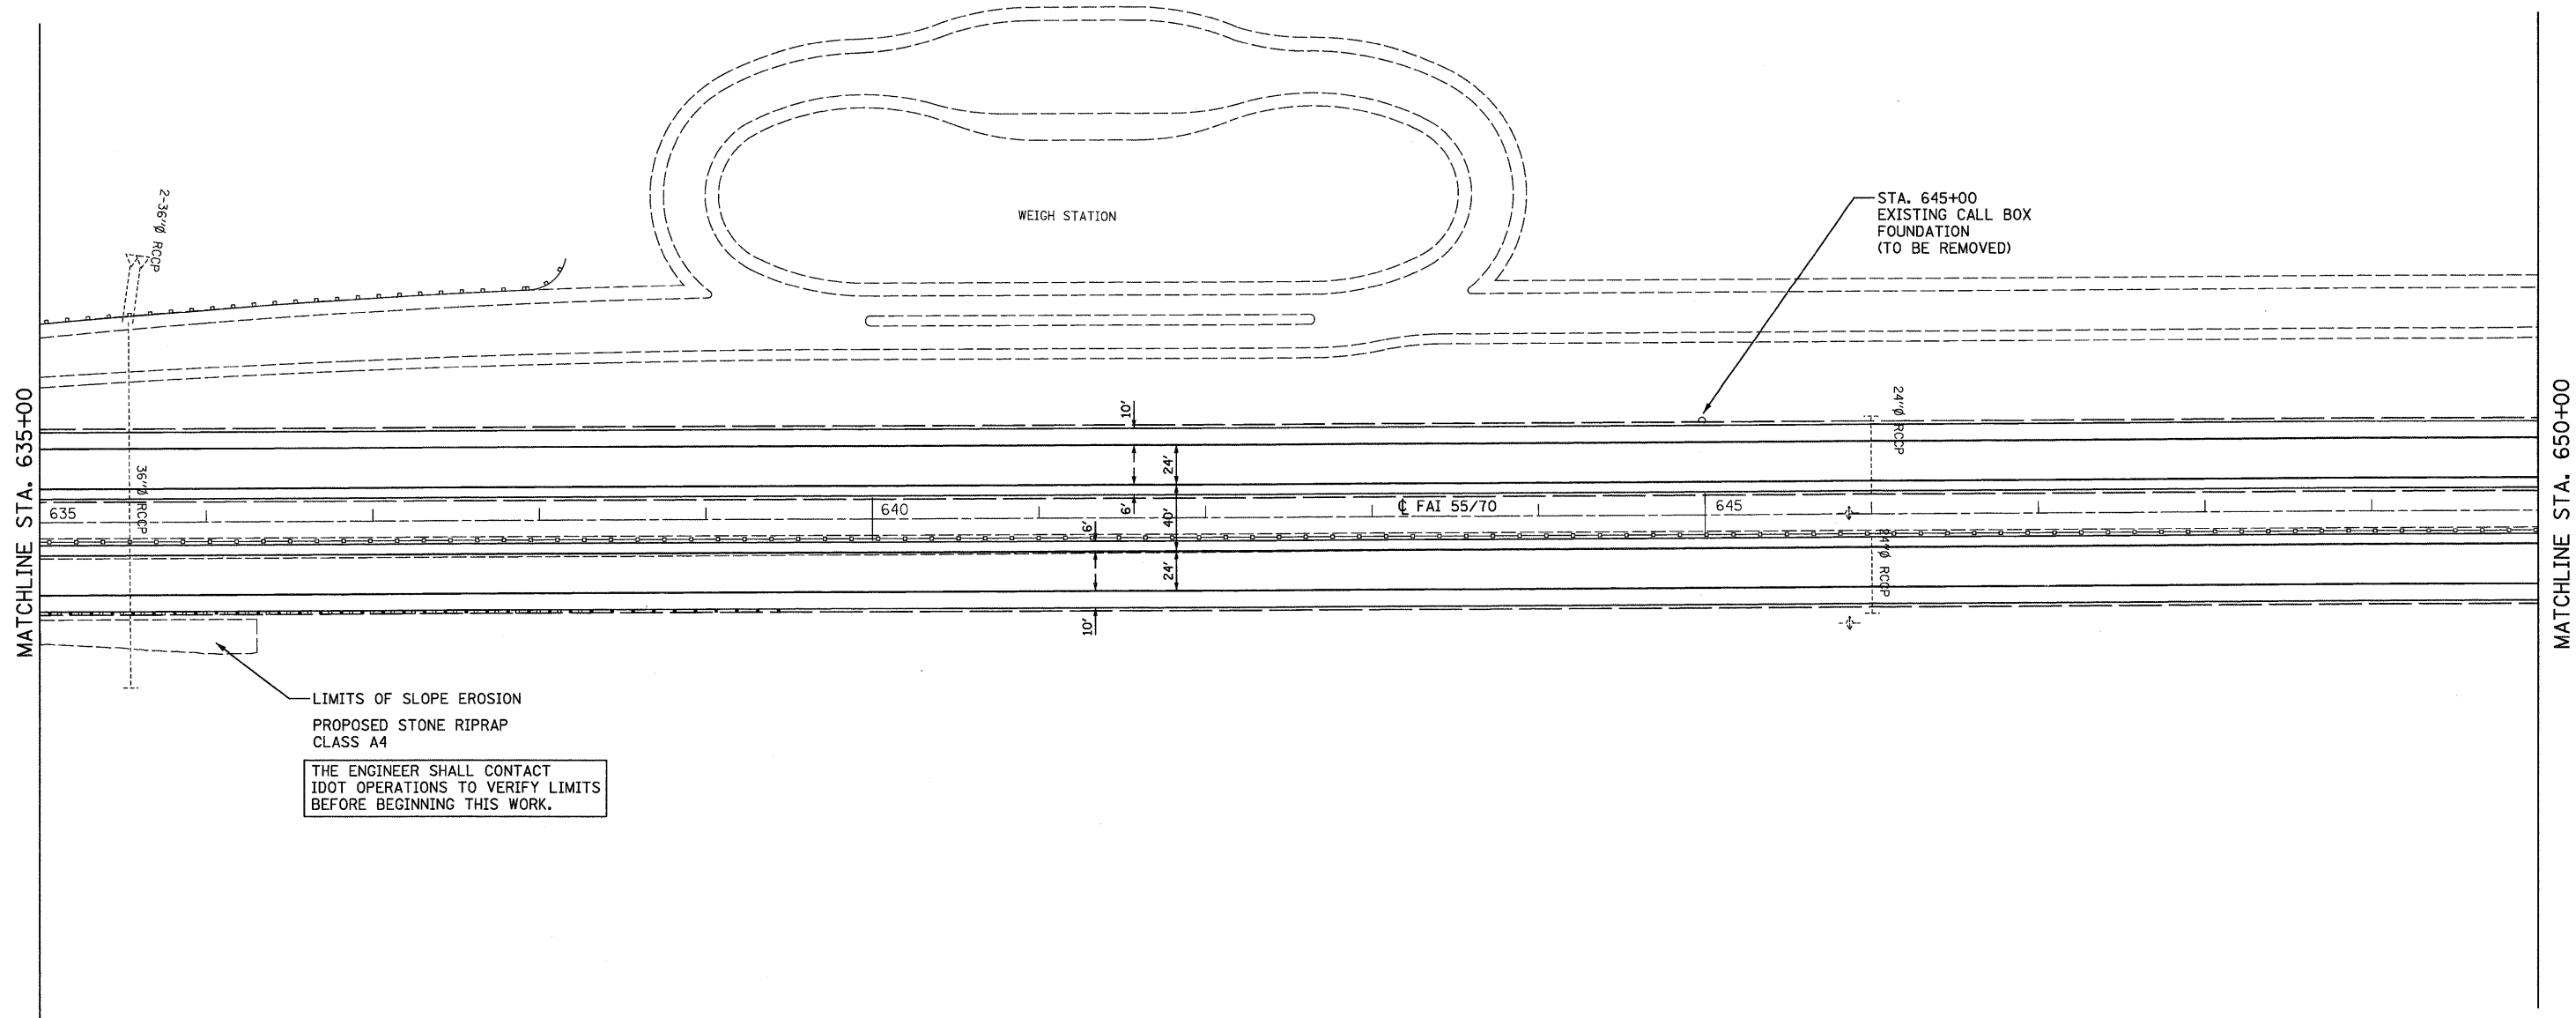 WEIGH STATION
2-36"Ø RCCP
STA. 645+00
EXISTING CALL BOX
FOUNDATION
(TO BE REMOVED)
MATCHLINE STA. 635+00
MATCHLINE STA. 650+00
10'
24"Ø RCCP
24'
36"Ø RCCP
6'
40'
635
640
℄ FAI 55/70
645
6'
24"Ø RCCP
24'
10'
LIMITS OF SLOPE EROSION
PROPOSED STONE RIPRAP
CLASS A4
THE ENGINEER SHALL CONTACT
IDOT OPERATIONS TO VERIFY LIMITS
BEFORE BEGINNING THIS WORK.